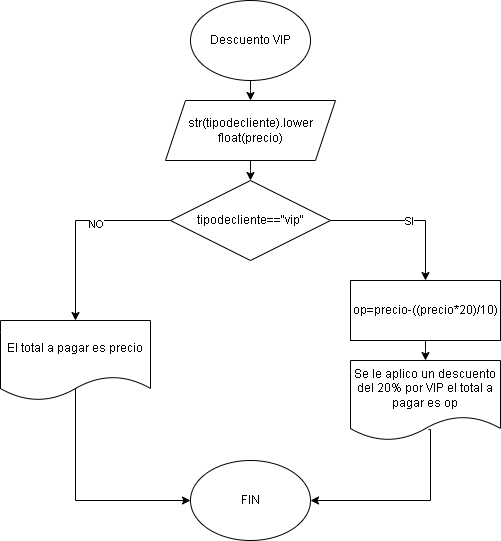 Descuento VIP
str(tipodecliente).lower
float(precio)
tipodecliente=="vip"
NO
SI
op=precio-((precio*20)/10)
El total a pagar es precio
Se le aplico un descuento
del 20% por VIP el total a
pagar es op
FIN